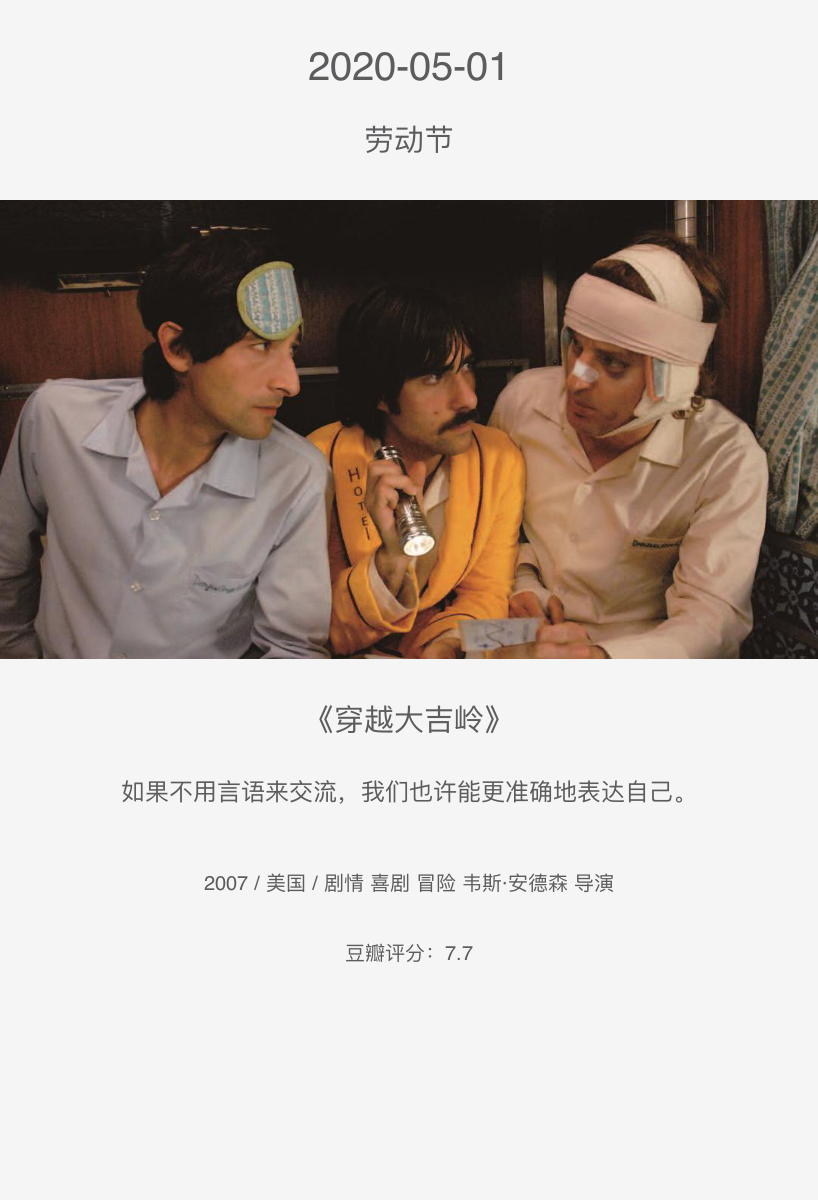 2020-05-01
劳动节
HOTEL
《穿越大吉岭》
如果不用言语来交流，我们也许能更准确地表达自己。
2007 / 美国 / 剧情 喜剧 冒险 韦斯·安德森 导演
豆瓣评分：7.7